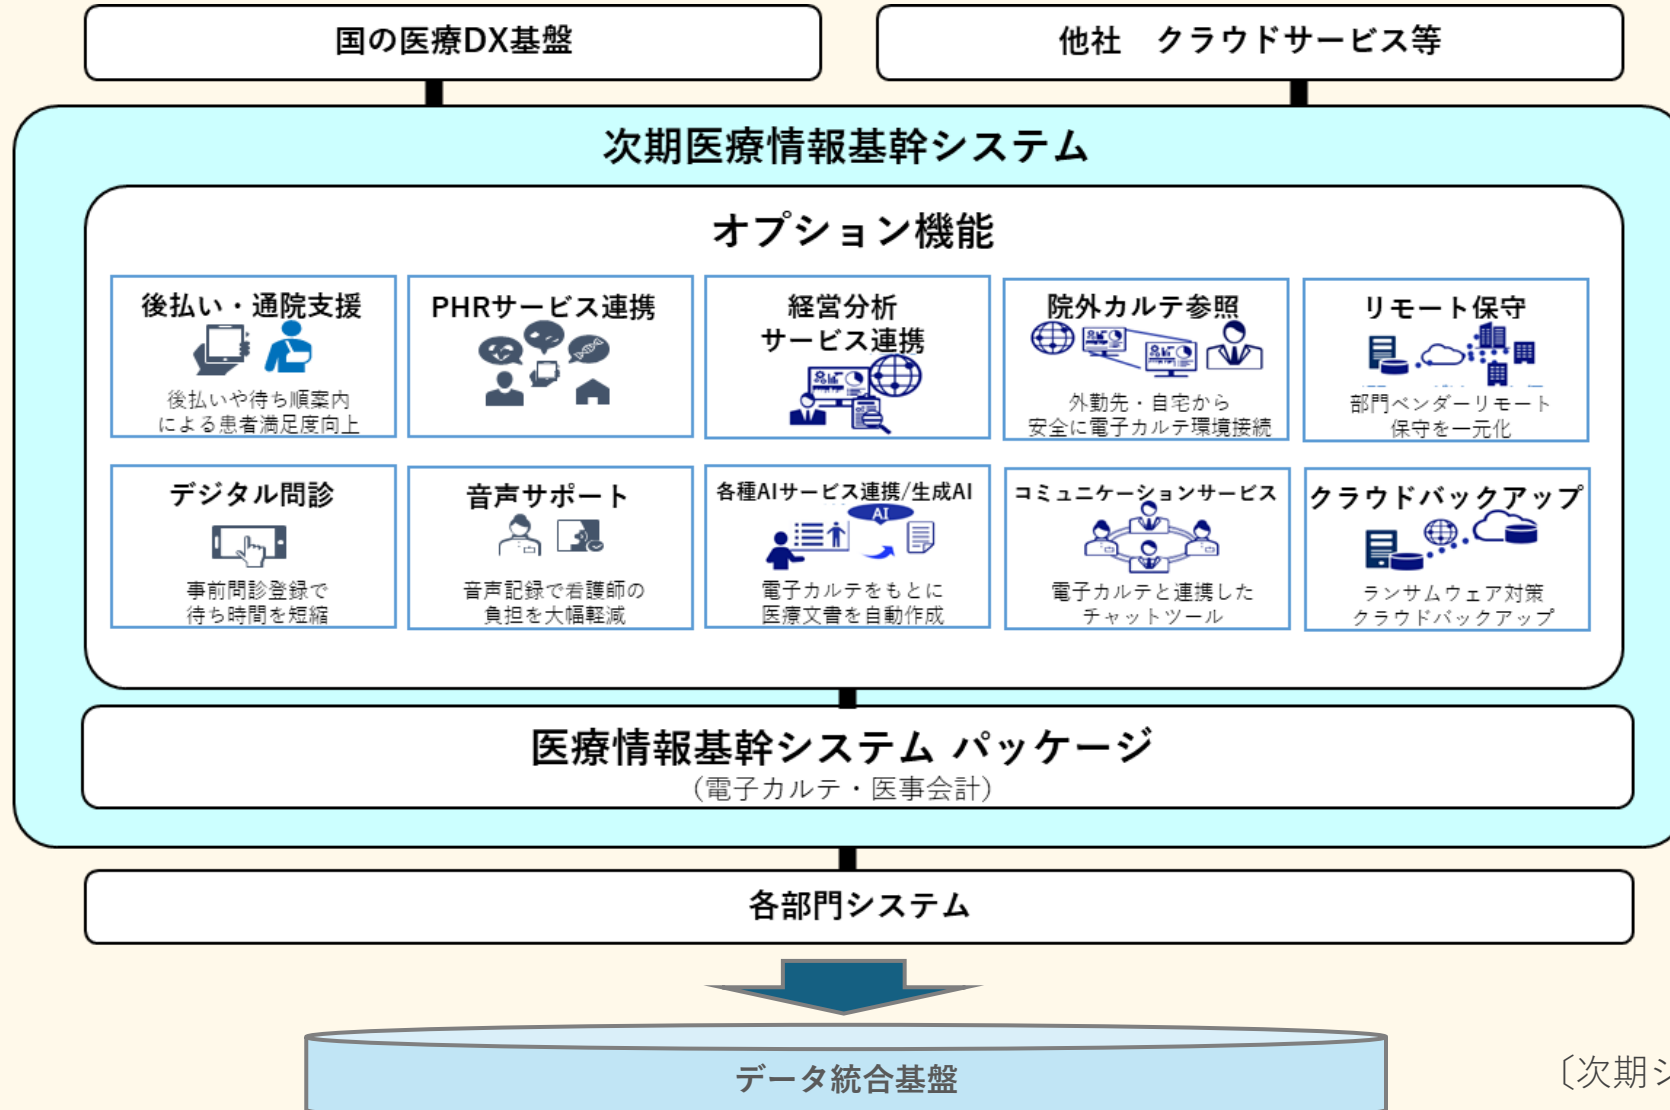 国の医療DX基盤
他社　クラウドサービス等
次期医療情報基幹システム
オプション機能
後払い・通院支援
後払いや待ち順案内
による患者満足度向上
PHRサービス連携
経営分析
サービス連携
院外カルテ参照
外勤先・自宅から
安全に電子カルテ環境接続
リモート保守
部門ベンダーリモート
保守を一元化
デジタル問診
事前問診登録で
待ち時間を短縮
音声サポート
音声記録で看護師の
負担を大幅軽減
各種AIサービス連携/生成AI
AI
電子カルテをもとに
医療文書を自動作成
コミュニケーションサービス
電子カルテと連携した
チャットツール
クラウドバックアップ
ランサムウェア対策
クラウドバックアップ
医療情報基幹システム パッケージ
（電子カルテ・医事会計）
各部門システム
データ統合基盤
〔次期シ